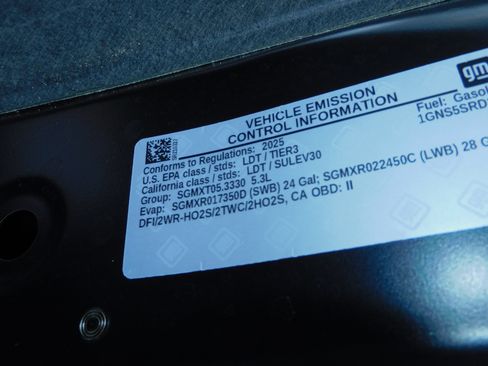 gm
VEHICLE EMISSION
CONTROL INFORMATION
Fuel:
1GNS5SRD
Conforms to Regulations: 2025
U.S. EPA class / stds: LDT / TIER3
California class / stds: LDT / SULEV30
Group: SGMXT05.3330 5.3L
Evap: SGMXR017350D (SWB) 24 Gal; SGMXR022450C (LWB) 28 G
DFI/2WR-HO2S/2TWC/2HO2S, CA OBD: II